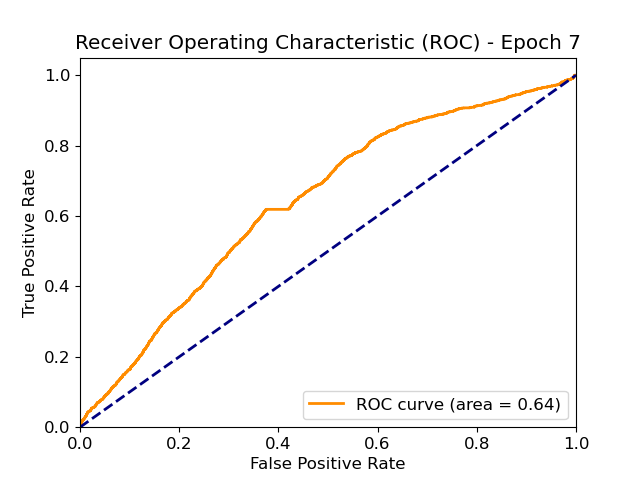 Receiver Operating Characteristic (ROC) - Epoch 7
True Positive Rate
1.0
0.8
0.6
0.4
0.2
0.0
ROC curve (area = 0.64)
0.0 0.2 0.4 0.6 0.8 1.0
False Positive Rate